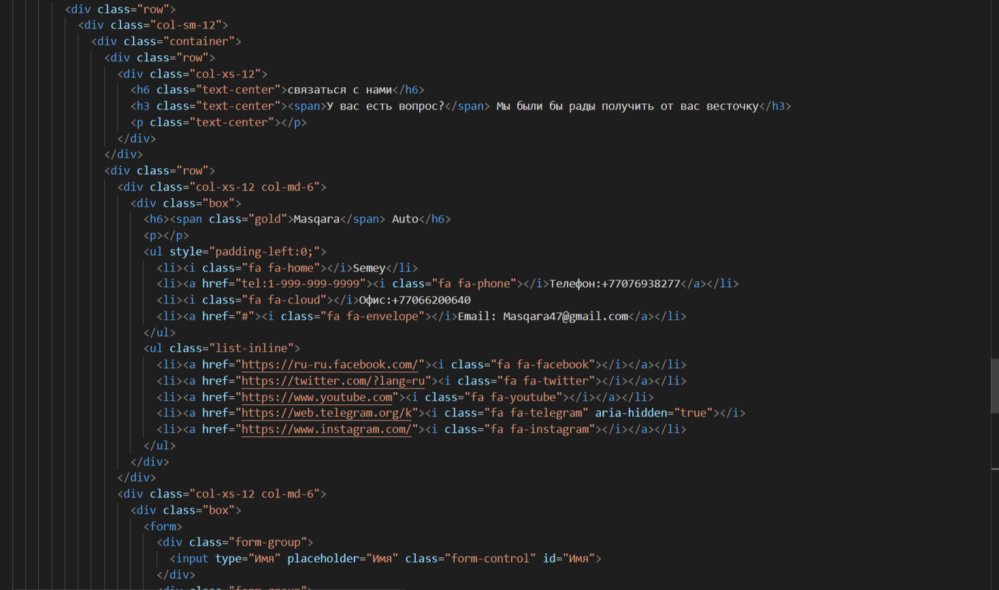 <div class="row">
<div class="col-sm-12">
<div class="container">
<div class="row">
<div class="col-xs-12">
<h6 class="text-center">связаться с нами</h6>
<h3 class="text-center"><span>У вас есть вопрос?</span> Мы были бы рады получить от вас весточку</h3>
<p class="text-center"></p>
</div>
</div>
<div class="row">
<div class="col-xs-12 col-md-6">
<div class="box">
<h6><span class="gold">Masqara</span> Auto</h6>
<p></p>
<ul style="padding-left:0;">
<li><i class="fa fa-home"></i>Semey</li>
<li><a href="tel:1-999-999-9999"><i class="fa fa-phone"></i>Телефон:+77076938277</a></li>
<li><i class="fa fa-cloud"></i>Офис:+77066200640
<li><a href="#"><i class="fa fa-envelope"></i>Email: Masqara47@gmail.com</a></li>
</ul>
<ul class="list-inline">
<li><a href="https://ru-ru.facebook.com/"><i class="fa fa-facebook"></i></a></li>
<li><a href="https://twitter.com/?lang=ru"><i class="fa fa-twitter"></i></a></li>
<li><a href="https://www.youtube.com"><i class="fa fa-youtube"></i></a></li>
<li><a href="https://web.telegram.org/k"><i class="fa fa-telegram" aria-hidden="true"></i>
<li><a href="https://www.instagram.com/"><i class="fa fa-instagram"></i></a></li>
</ul>
</div>
</div>
<div class="col-xs-12 col-md-6">
<div class="box">
<form>
<div class="form-group">
<input type="Имя" placeholder="Имя" class="form-control" id="Имя">
</div>
<div class="form-group">